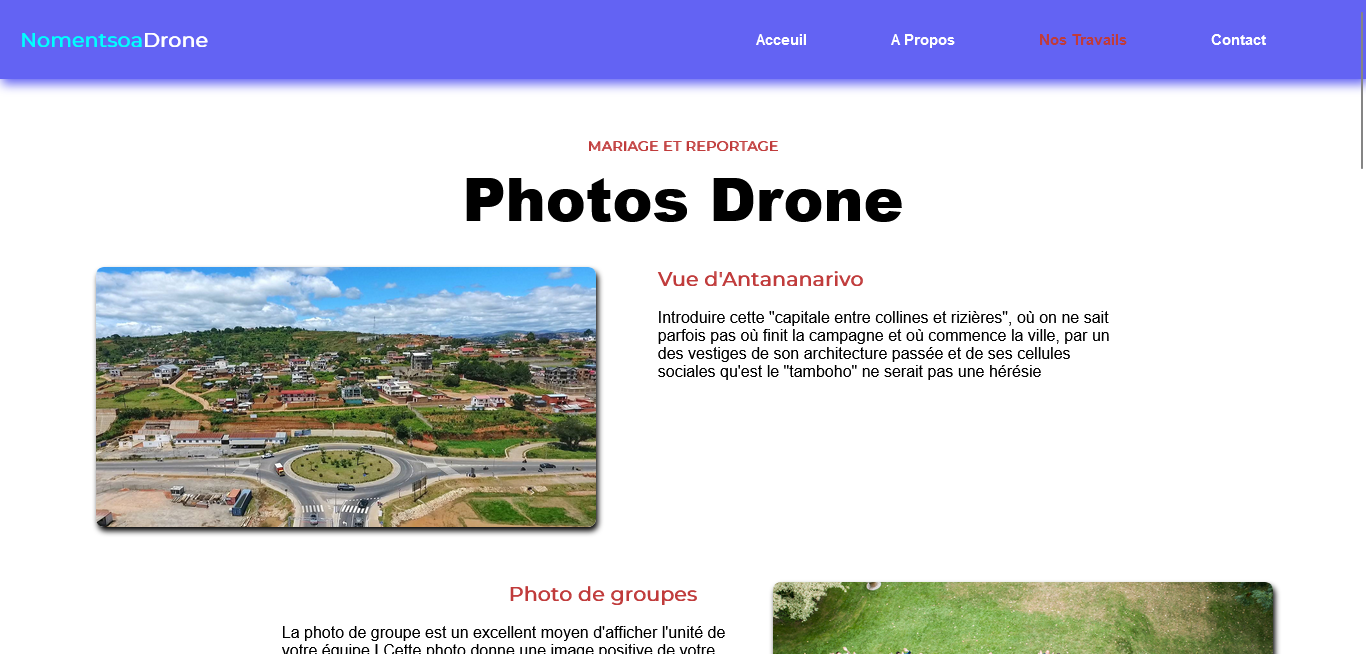 NomentsoaDrone
Acceuil
A Propos
Nos Travails
Contact
MARIAGE ET REPORTAGE
Photos Drone
Vue d'Antananarivo
Introduire cette "capitale entre collines et rizières", où on ne sait
parfois pas où finit la campagne et où commence la ville, par un
des vestiges de son architecture passée et de ses cellules
sociales qu'est le "tamboho" ne serait pas une hérésie
Photo de groupes
La photo de groupe est un excellent moyen d'afficher l'unité de
votre équipe ! Cette photo donne une image positive de votre